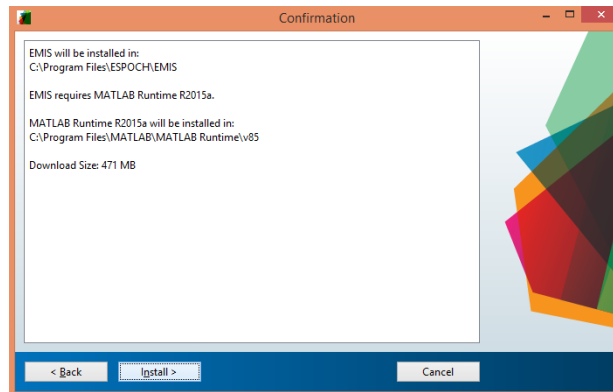 Confirmation
EMIS will be installed in:
C:\Program Files\ESPOCH\EMIS
EMIS requires MATLAB Runtime R2015a.
MATLAB Runtime R2015a will be installed in:
C:\Program Files\MATLAB\MATLAB Runtime\v85
Download Size: 471 MB
< Back
Install >
Cancel